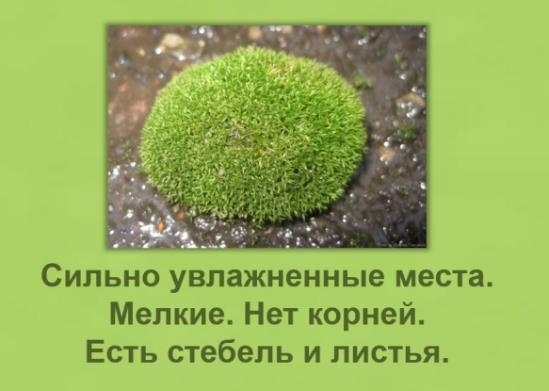 Сильно увлажненные места.
Мелкие. Нет корней.
Есть стебель и листья.